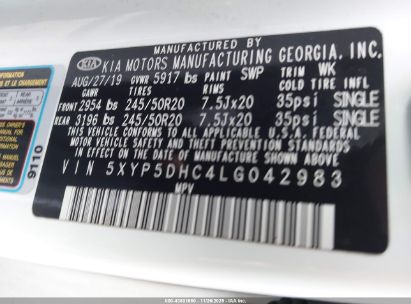 MANUFACTURED BY
KIA KIA MOTORS MANUFACTURING GEORGIA, INC.
AUG/27/19 GVWR 5917 lbs PAINT SWP TRIM WK
GAWR TIRES RIMS COLD TIRE INFL
FRONT 2954 lbs 245/50R20 7.5Jx20 35psi SINGLE
REAR 3196 lbs 245/50R20 7.5Jx20 35psi SINGLE
THIS VEHICLE CONFORMS TO ALL APPLICABLE U.S. FEDERAL
MOTOR VEHICLE SAFETY AND THEFT PREVENTION STANDARDS
IN EFFECT ON THE DATE OF MANUFACTURE SHOWN ABOVE.
VIN 5XYP5DHC4LG042983
MPV
9110